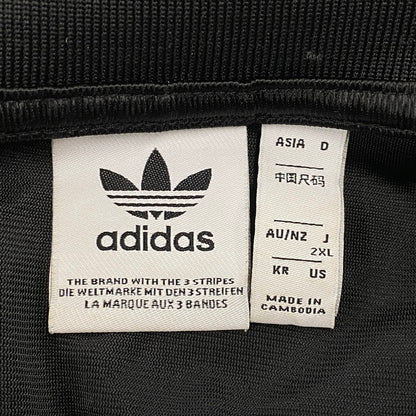 adidas
THE BRAND WITH THE 3 STRIPES
DIE WELTMARKE MIT DEN 3 STREIFEN
LA MARQUE AUX 3 BANDES
ASIA D
中国尺码
AU/NZ J
2XL
KR US
MADE IN
CAMBODIA